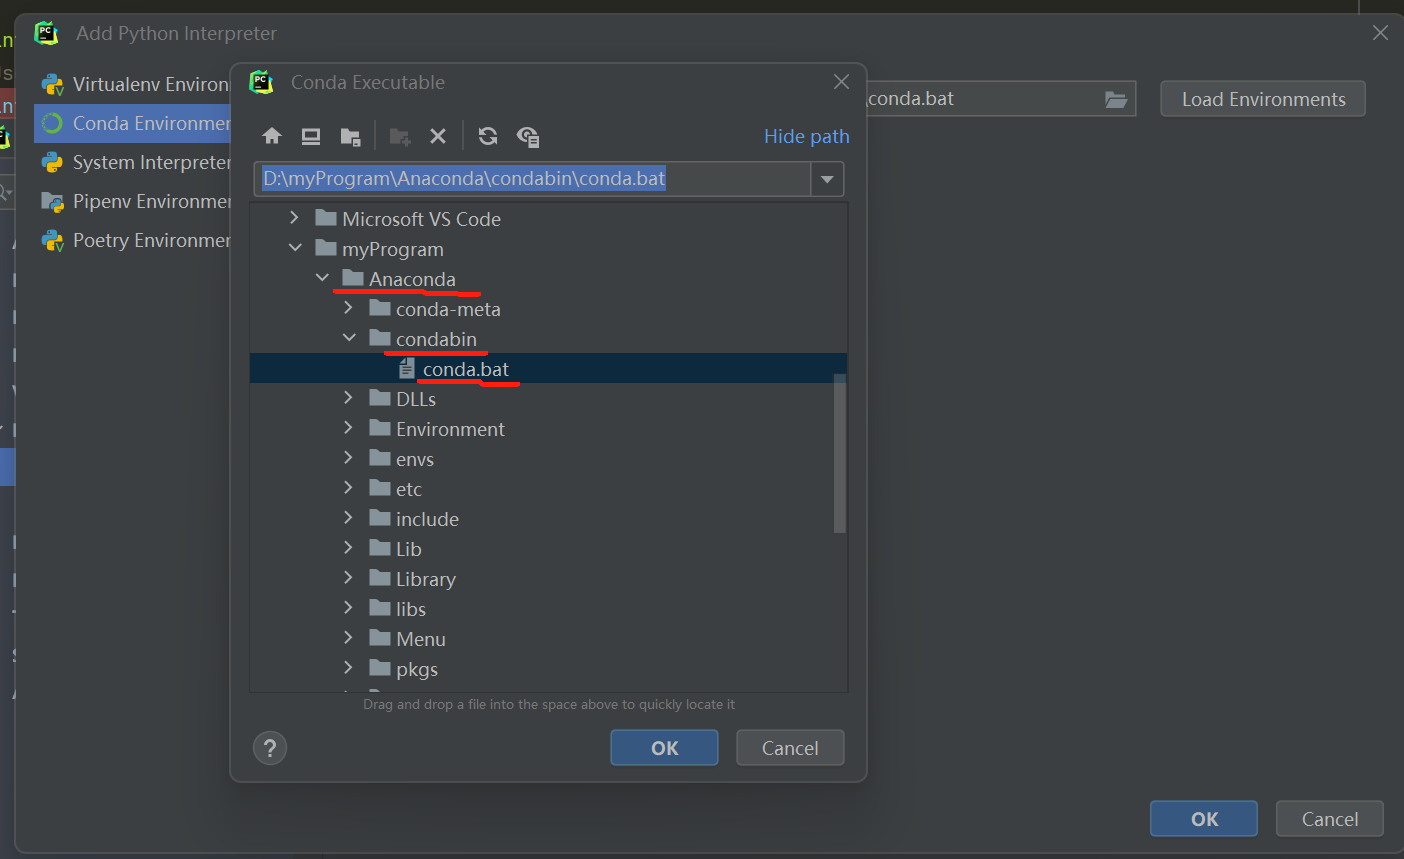 Add Python Interpreter
Virtualenv Environ
Conda Environmen
System Interpreter
Pipenv Environmen
Poetry Environmen
\conda.bat
Load Environments
PC
Conda Executable
Hide path
D:\myProgram\Anaconda\condabin\conda.bat
Microsoft VS Code
myProgram
Anaconda
conda-meta
condabin
conda.bat
DLLs
Environment
envs
etc
include
Lib
Library
libs
Menu
pkgs
Drag and drop a file into the space above to quickly locate it
?
OK
Cancel
OK
Cancel